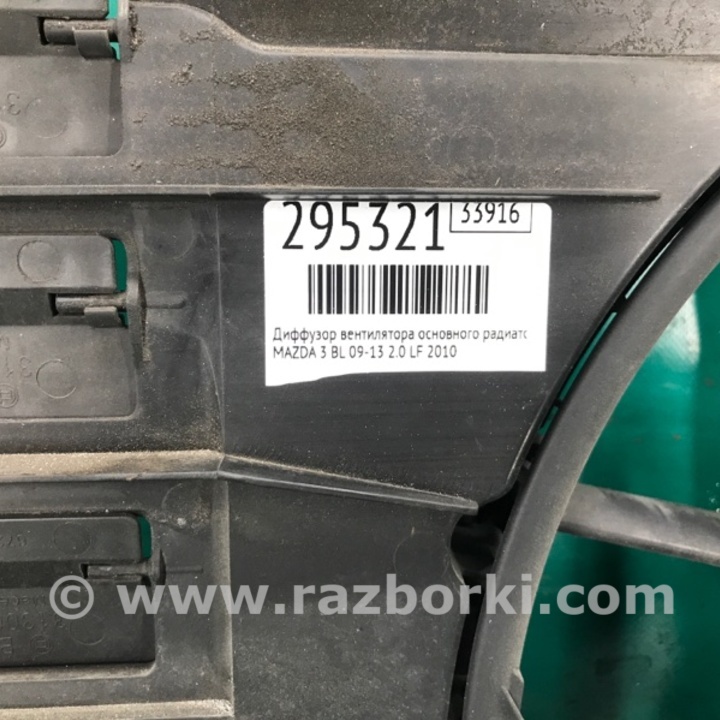 295321 33916
Диффузор вентилятора основного радиатс
MAZDA 3 BL 09-13 2.0 LF 2010
© www.razborki.com